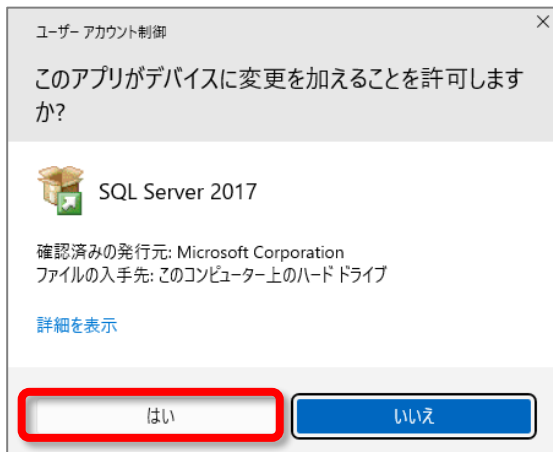 ユーザー アカウント制御
このアプリがデバイスに変更を加えることを許可します
か?
SQL Server 2017
確認済みの発行元: Microsoft Corporation
ファイルの入手先: このコンピューター上のハード ドライブ
詳細を表示
はい
いいえ